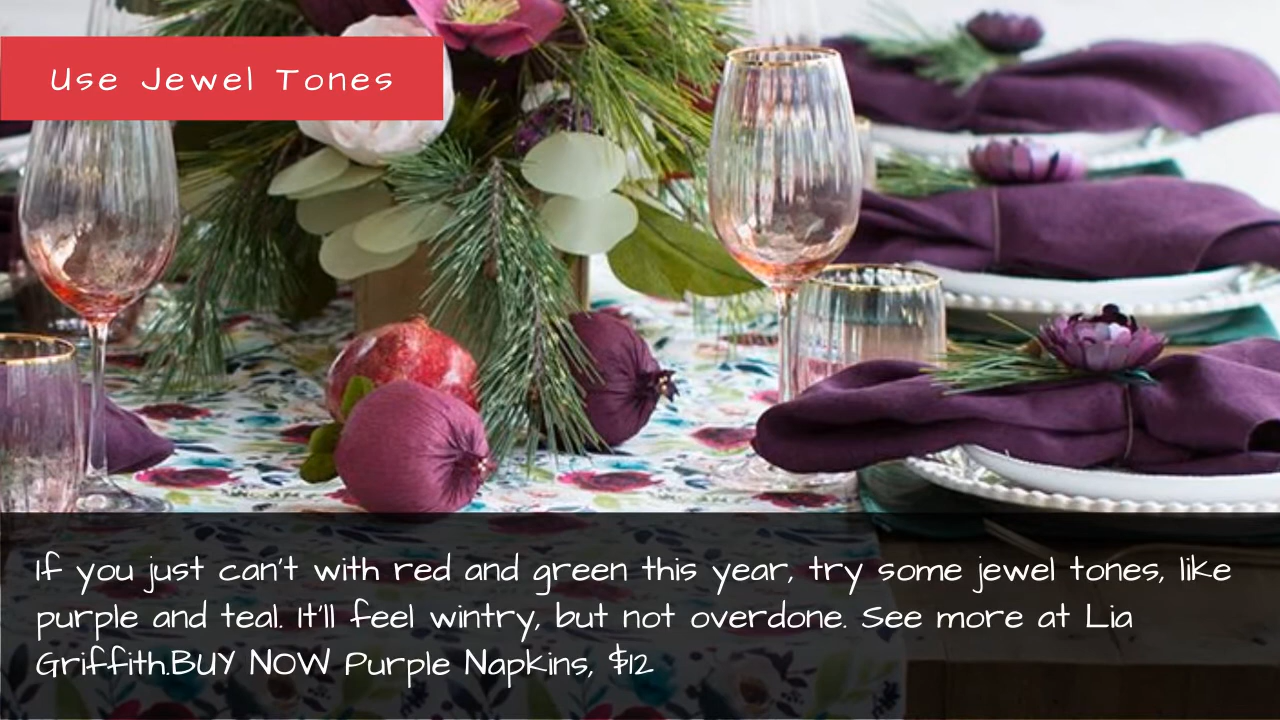 Use Jewel Tones
If you just can't with red and green this year, try some jewel tones, like
purple and teal. It'll feel wintry, but not overdone. See more at Lia
Griffith.BUY NOW Purple Napkins, $12